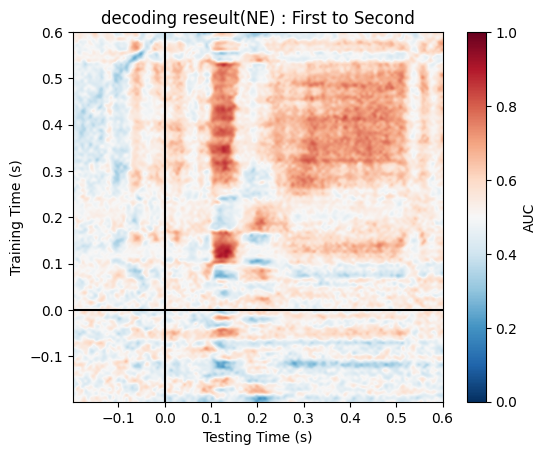 decoding reseult(NE) : First to Second
0.6
0.5
0.4
0.3
0.2
0.1
0.0
−0.1
Training Time (s)
−0.1 0.0 0.1 0.2 0.3 0.4 0.5 0.6
Testing Time (s)
1.0
0.8
0.6
0.4
0.2
0.0
AUC